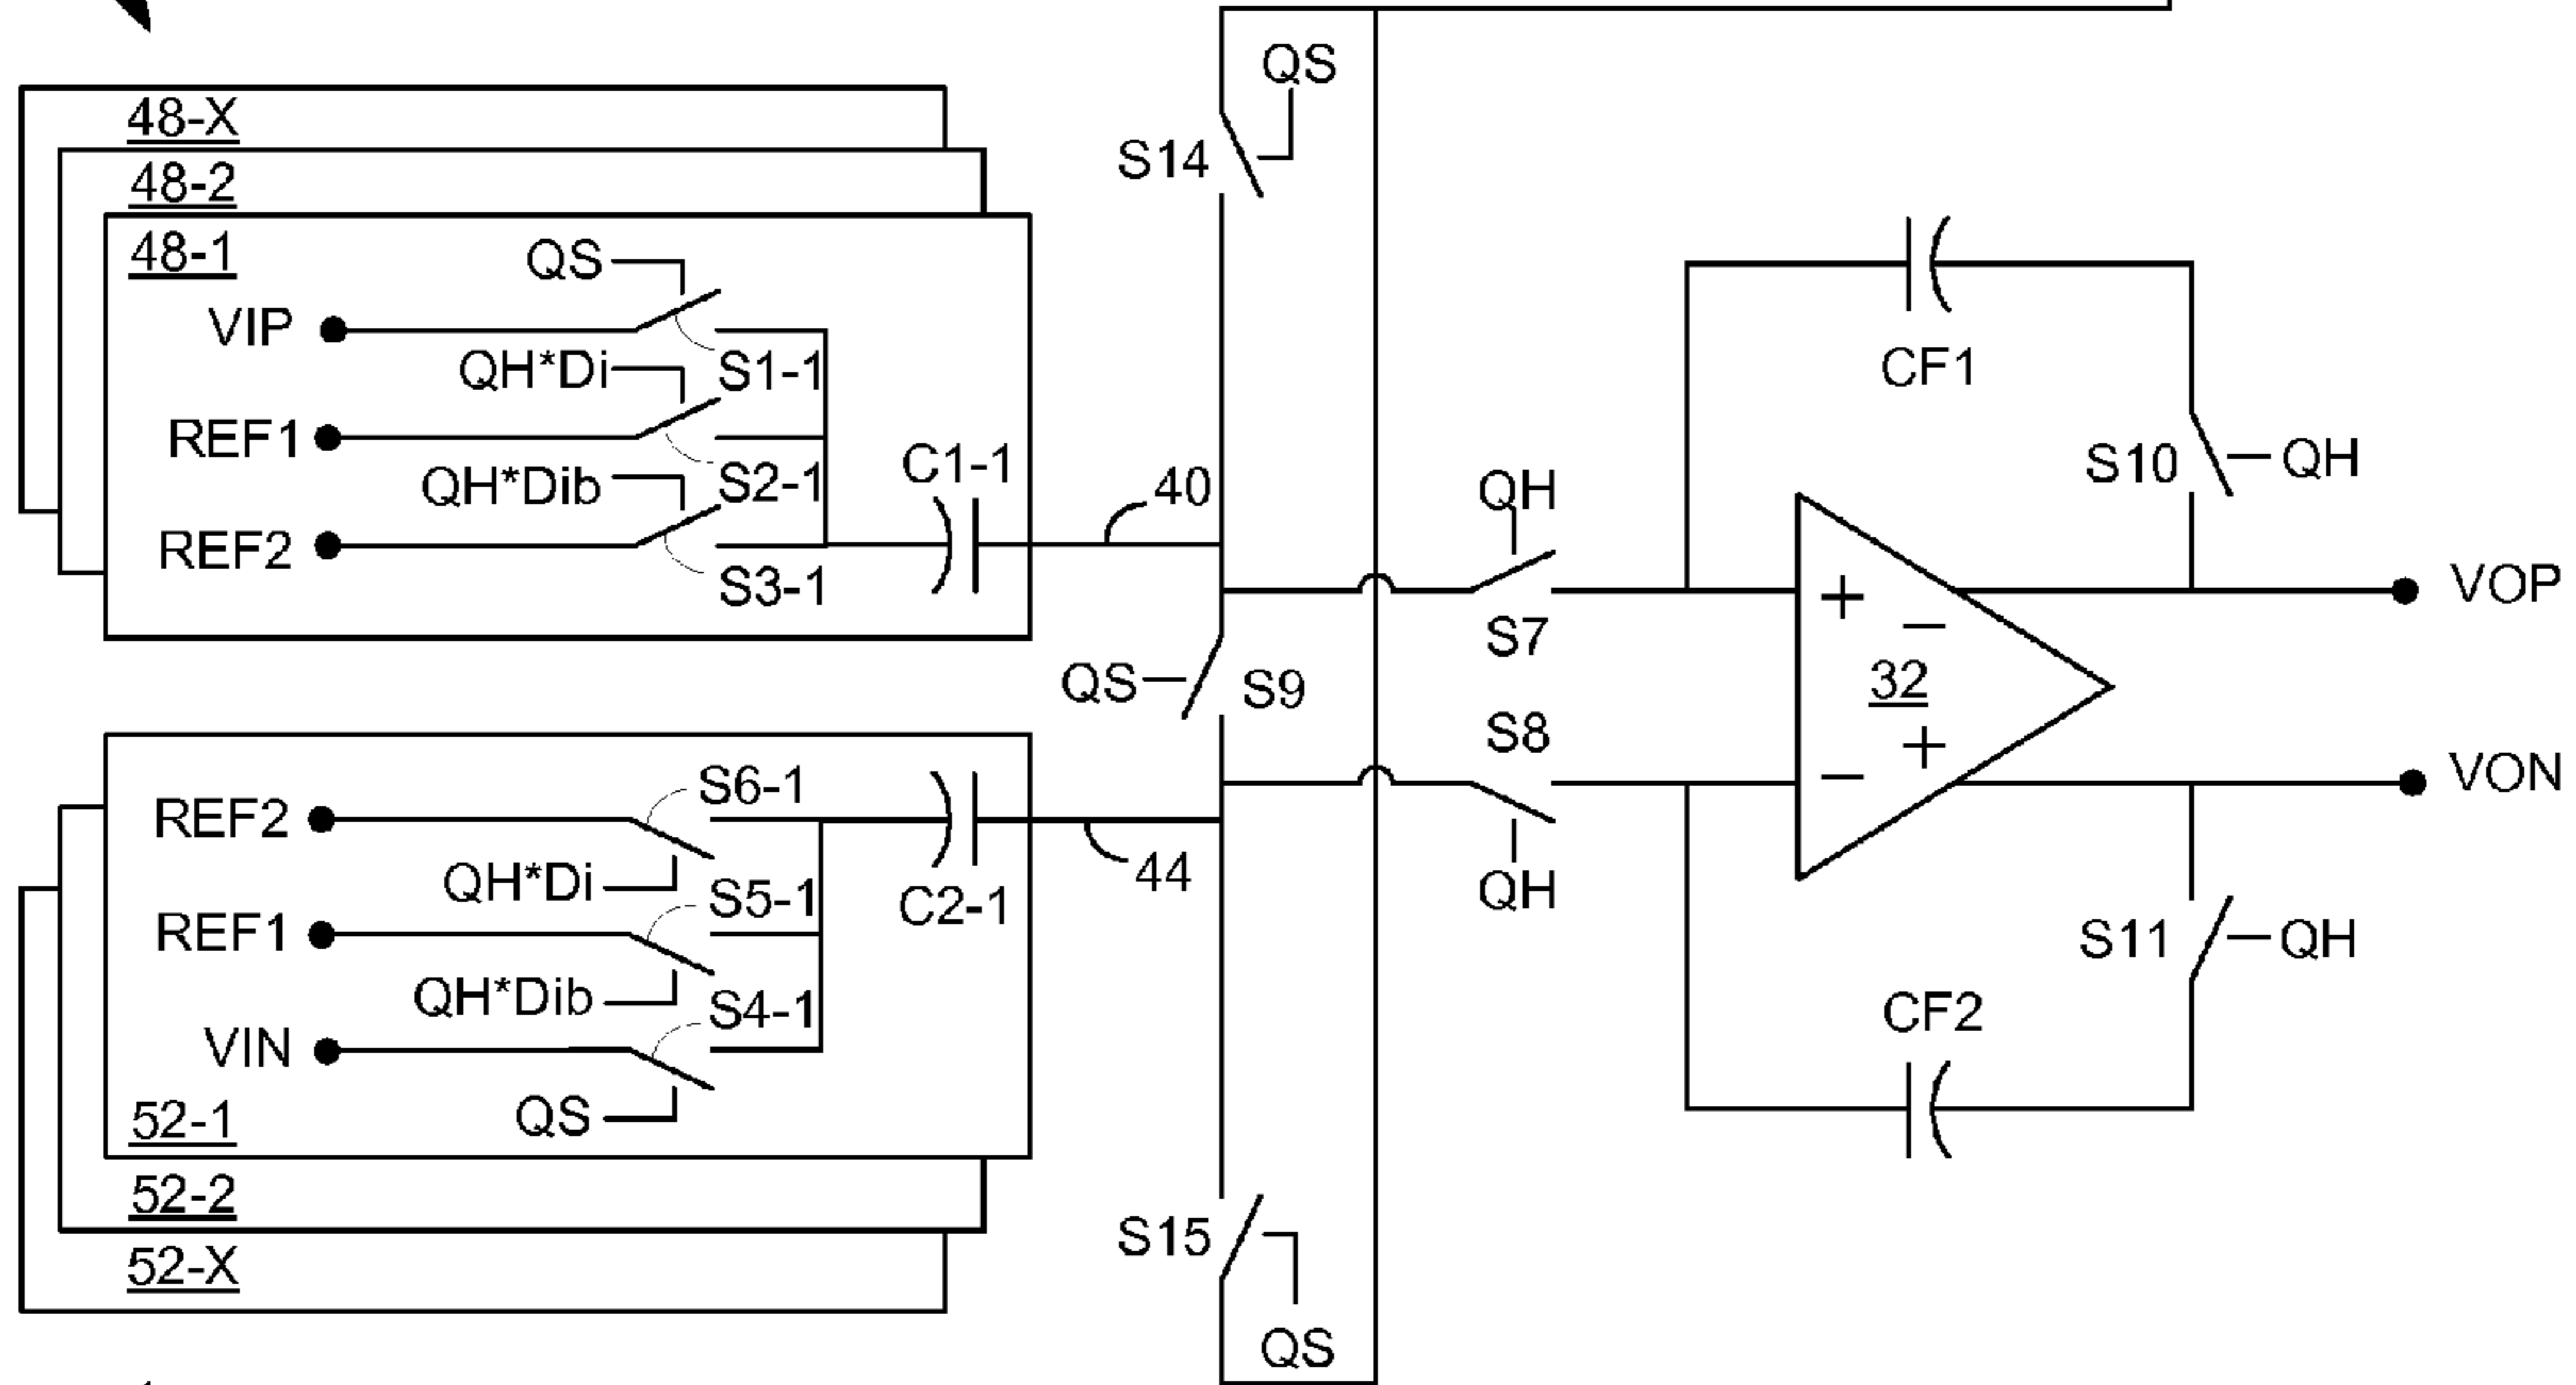 QS
48-X
S14
48-2
48-1
QS
VIP
QH*Di
S1-1
CF1
REF1
C1-1
S10
QH
QH*Dib
S2-1
40
QH
REF2
S3-1
+
−
VOP
S7
QS
S9
32
S8
+
−
VON
REF2
S6-1
QH*Di
S5-1
C2-1
44
QH
REF1
S11
QH
QH*Dib
S4-1
CF2
VIN
QS
52-1
52-2
S15
52-X
QS